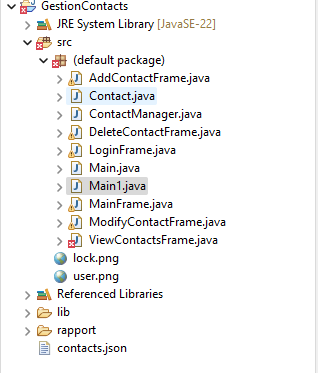 GestionContacts
JRE System Library [JavaSE-22]
src
(default package)
AddContactFrame.java
Contact.java
ContactManager.java
DeleteContactFrame.java
LoginFrame.java
Main.java
Main1.java
MainFrame.java
ModifyContactFrame.java
ViewContactsFrame.java
lock.png
user.png
Referenced Libraries
lib
rapport
contacts.json